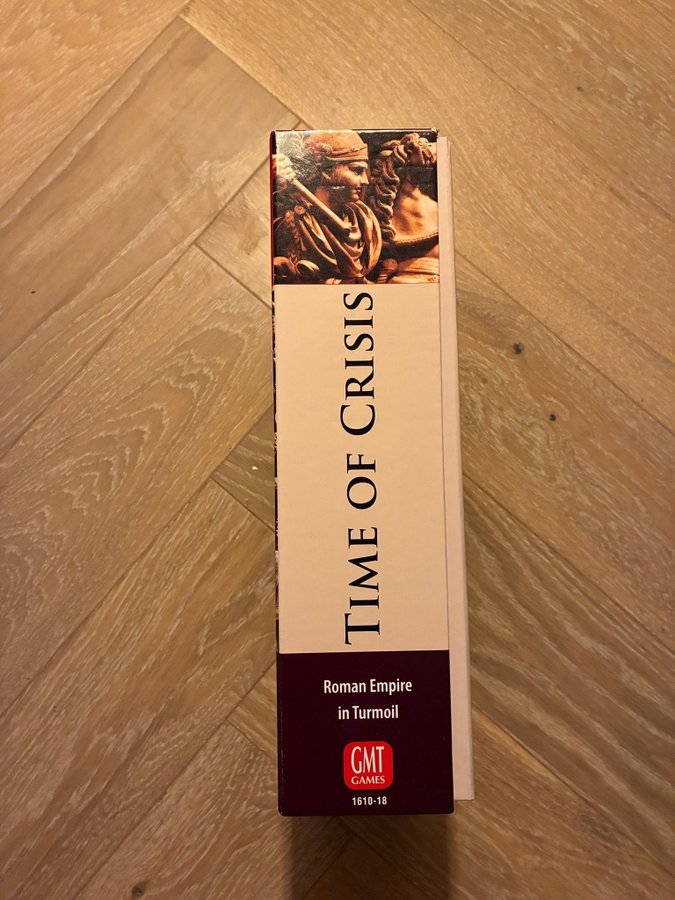 TIME OF CRISIS
Roman Empire
in Turmoil
GMT
GAMES
1610-18